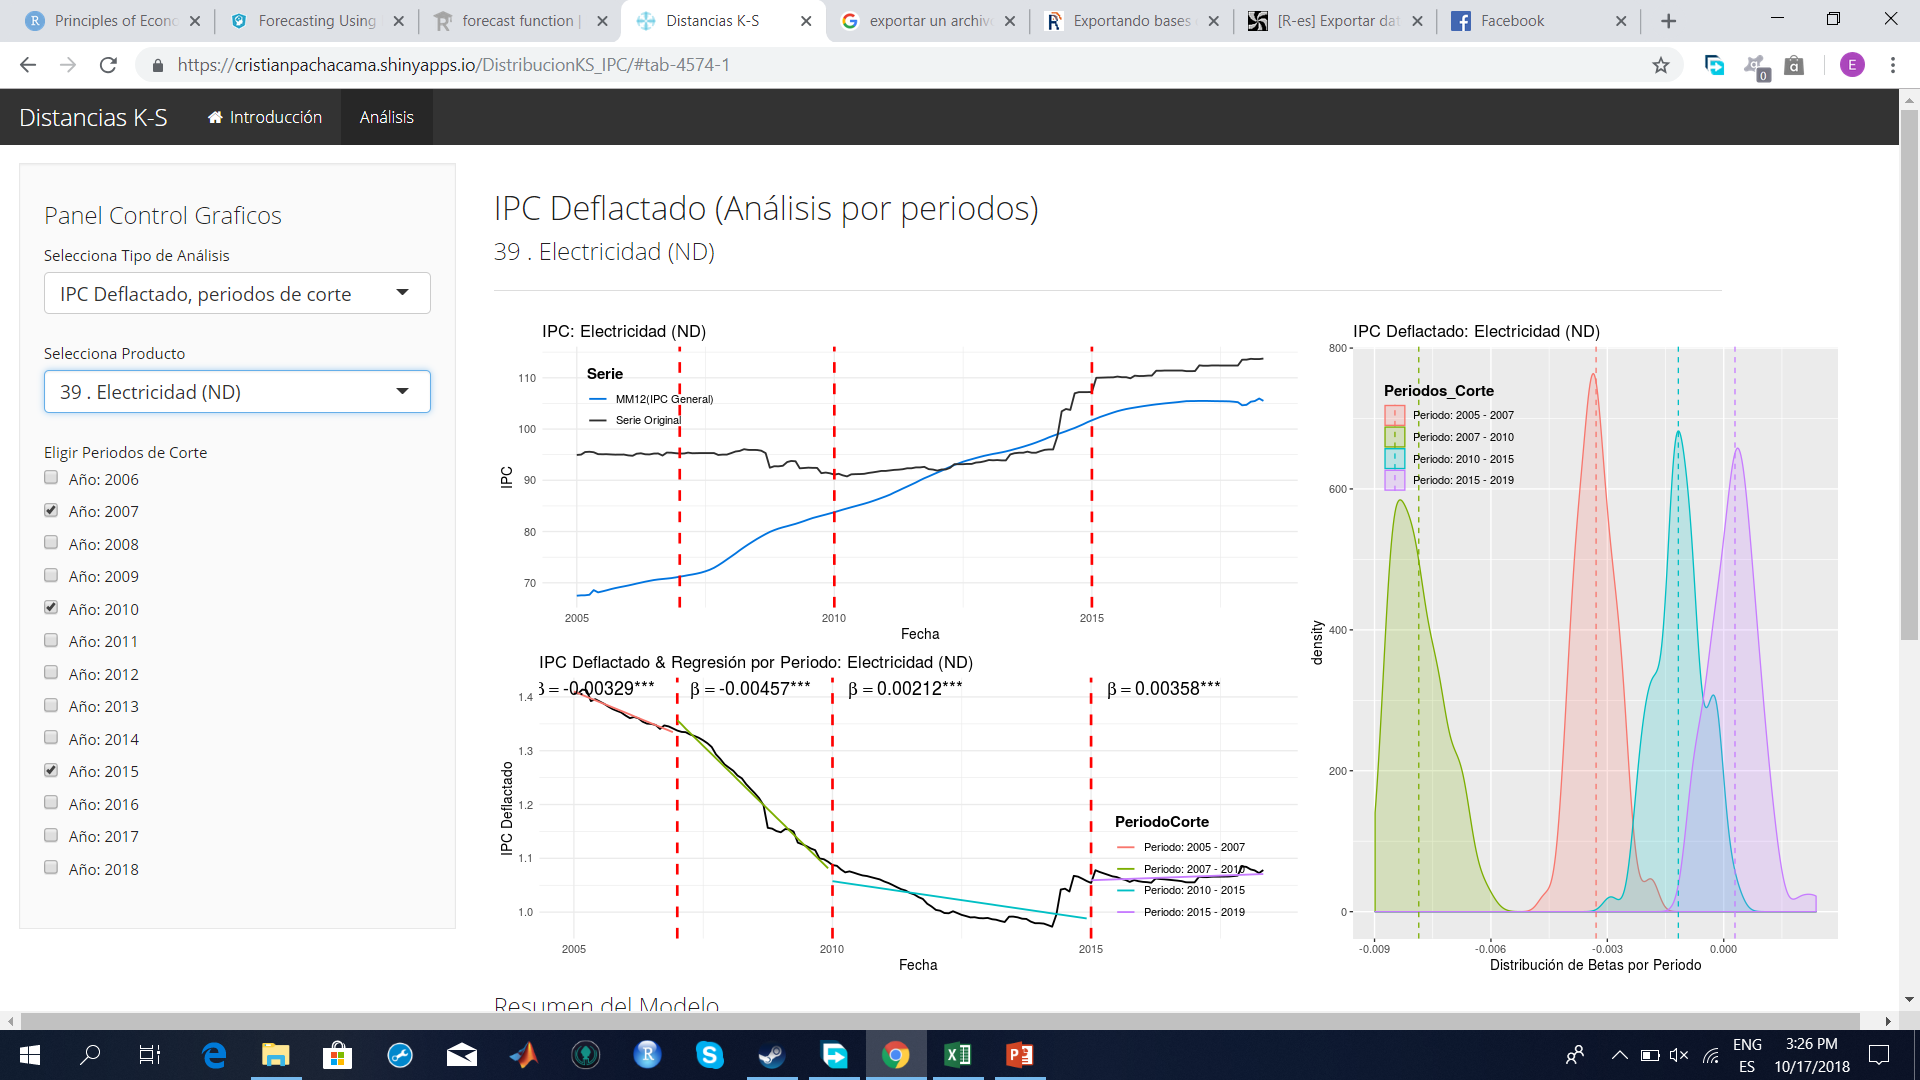 Principles of Econo
Forecasting Using
forecast function |
Distancias K-S
exportar un archivo
Exportando bases
[R-es] Exportar dat
Facebook
https://cristianpachacama.shinyapps.io/DistribucionKS_IPC/#tab-4574-1
0
a
E
Distancias K-S
Introducción
Análisis
Panel Control Graficos
Selecciona Tipo de Análisis
IPC Deflactado, periodos de corte
Selecciona Producto
39 . Electricidad (ND)
Eligir Periodos de Corte
Año: 2006
Año: 2007
Año: 2008
Año: 2009
Año: 2010
Año: 2011
Año: 2012
Año: 2013
Año: 2014
Año: 2015
Año: 2016
Año: 2017
Año: 2018
IPC Deflactado (Análisis por periodos)
39 . Electricidad (ND)
IPC: Electricidad (ND)
Serie
MM12(IPC General)
Serie Original
110
100
90
80
70
IPC
2005
2010
2015
Fecha
IPC Deflactado & Regresión por Periodo: Electricidad (ND)
β = -0.00329***
β = -0.00457***
β = 0.00212***
β = 0.00358***
1.4
1.3
1.2
1.1
1.0
IPC Deflactado
PeriodoCorte
Periodo: 2005 - 2007
Periodo: 2007 - 2010
Periodo: 2010 - 2015
Periodo: 2015 - 2019
2005
2010
2015
Fecha
IPC Deflactado: Electricidad (ND)
Periodos_Corte
Periodo: 2005 - 2007
Periodo: 2007 - 2010
Periodo: 2010 - 2015
Periodo: 2015 - 2019
800
600
400
200
0
density
-0.009
-0.006
-0.003
0.000
Distribución de Betas por Periodo
Resumen del Modelo
ENG
ES
3:26 PM
10/17/2018